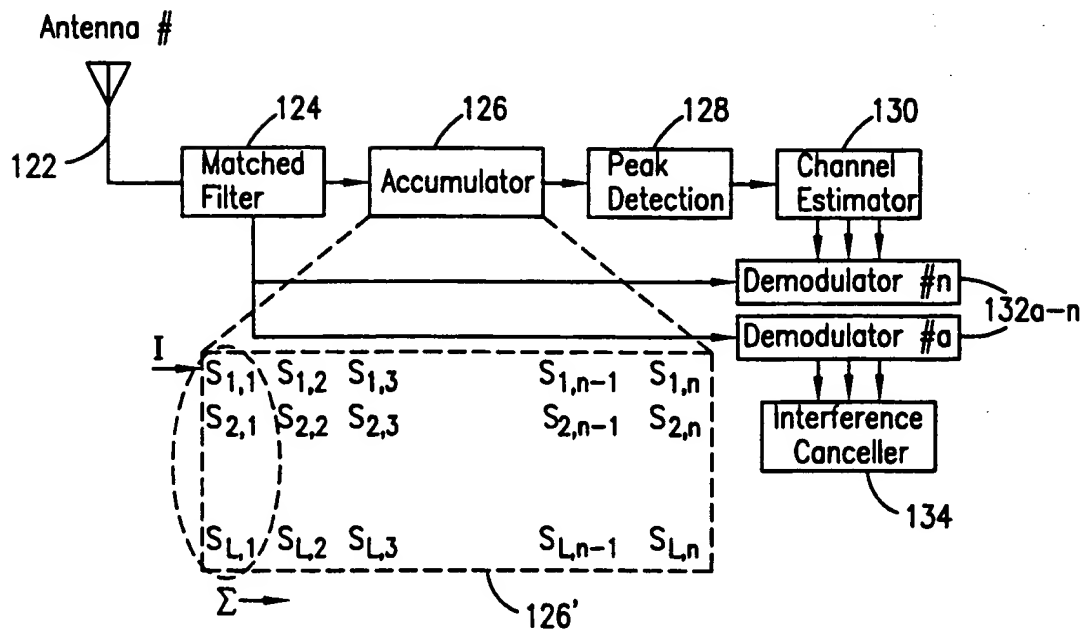 Antenna #
122
124
126
128
130
Matched
Filter
Accumulator
Peak
Detection
Channel
Estimator
Demodulator #n
132a-n
Demodulator #a
I
S1,1 S1,2 S1,3 S1,n-1 S1,n
S2,1 S2,2 S2,3 S2,n-1 S2,n
SL,1 SL,2 SL,3 SL,n-1 SL,n
Interference
Canceller
134
Σ
126'